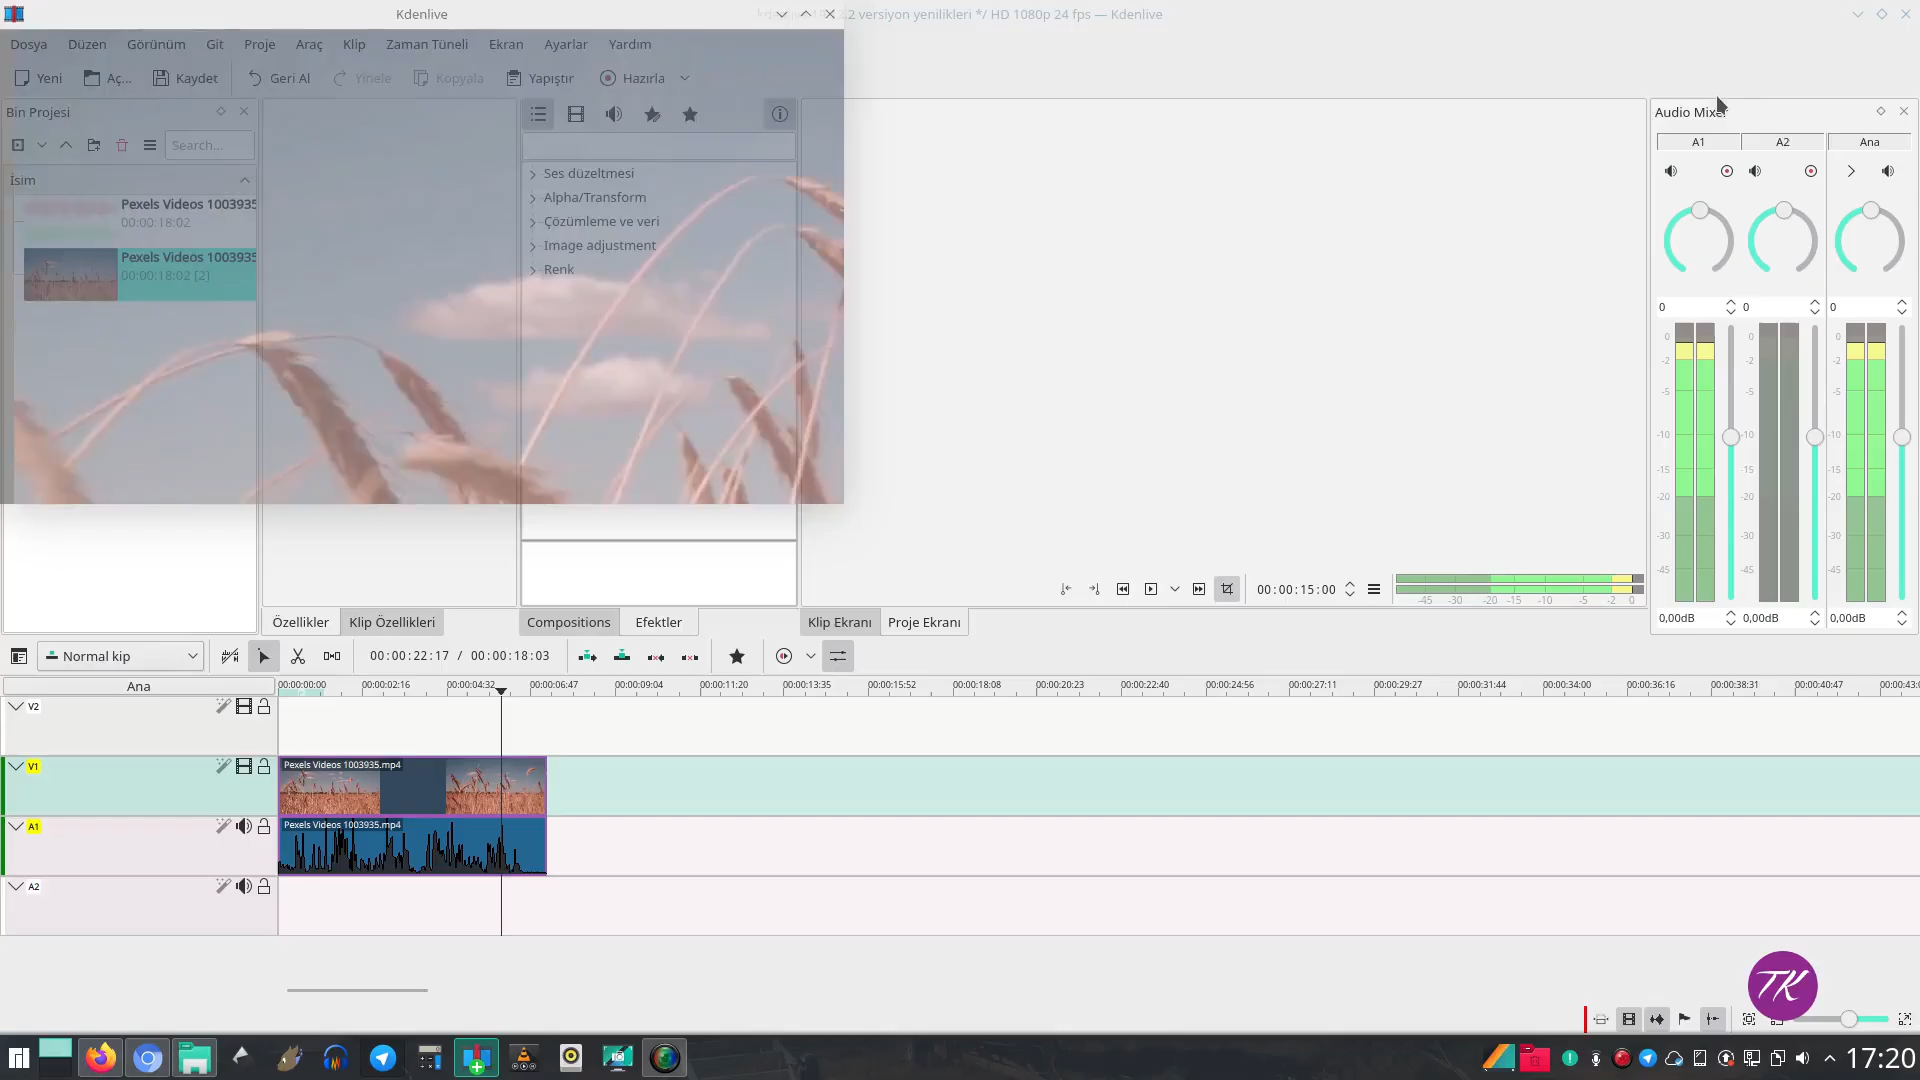 Kdenlive
2 versiyon yenilikleri */ HD 1080p 24 fps — Kdenlive
Dosya Düzen Görünüm Git Proje Araç Klip Zaman Tüneli Ekran Ayarlar Yardım
Yeni Aç... Kaydet Geri Al Yinele Kopyala Yapıştır Hazırla
Bin Projesi
Search...
İsim
Pexels Videos 1003935
00:00:18:02
Pexels Videos 1003935
00:00:18:02 [2]
Ses düzeltmesi
Alpha/Transform
Çözümleme ve veri
Image adjustment
Renk
Audio Mixer
A1 A2 Ana
0 0 0
0 0 0
-2 -2 -2
-5 -5 -5
-10 -10 -10
-15 -15 -15
-20 -20 -20
-30 -30 -30
-45 -45 -45
0,00dB 0,00dB 0,00dB
00:00:15:00
-45 -30 -20 -15 -10 -5 -2 0
Özellikler Klip Özellikleri Compositions Efektler Klip Ekranı Proje Ekranı
Normal kip 00:00:22:17 / 00:00:18:03
Ana
00:00:00:00 00:00:02:16 00:00:04:32 00:00:06:47 00:00:09:04 00:00:11:20 00:00:13:35 00:00:15:52 00:00:18:08 00:00:20:23 00:00:22:40 00:00:24:56 00:00:27:11 00:00:29:27 00:00:31:44 00:00:34:00 00:00:36:16 00:00:38:31 00:00:40:47 00:00:43:0
V2
V1
Pexels Videos 1003935.mp4
A1
Pexels Videos 1003935.mp4
A2
TK
17:20